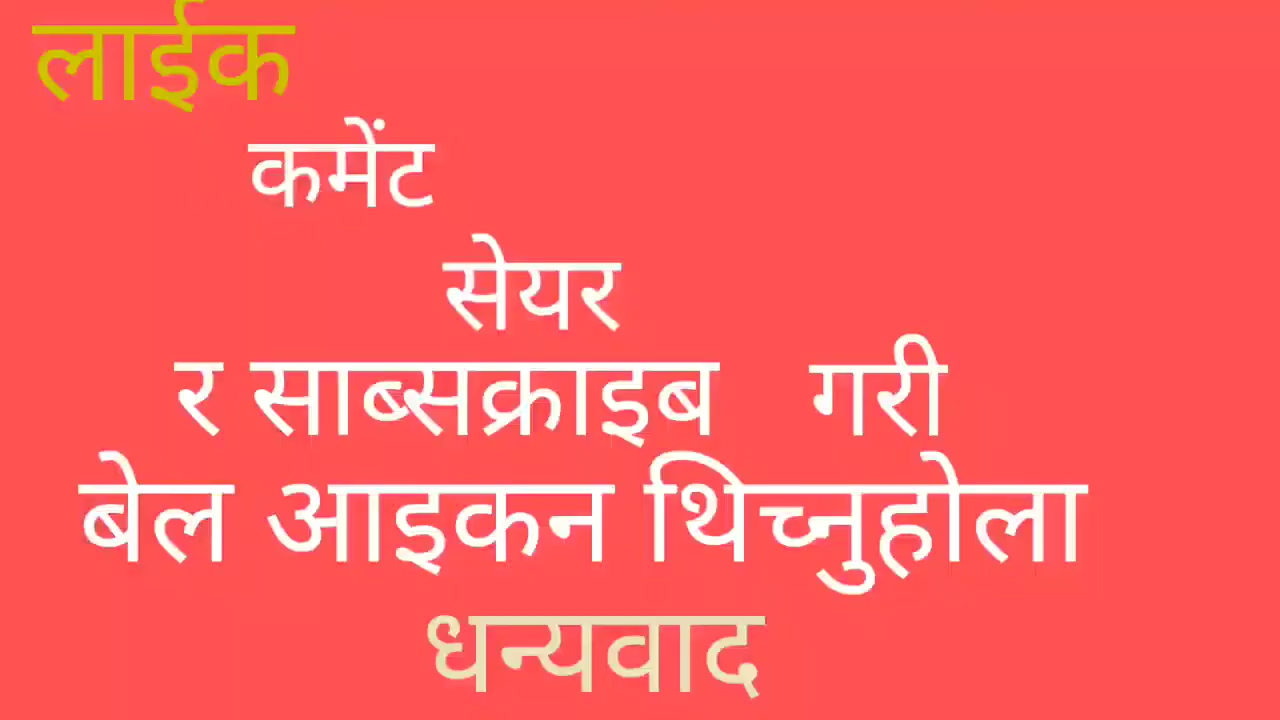 लाईक
कमेंट
सेयर
र साब्सक्राइब गरी
बेल आइकन थिच्नुहोला
धन्यवाद